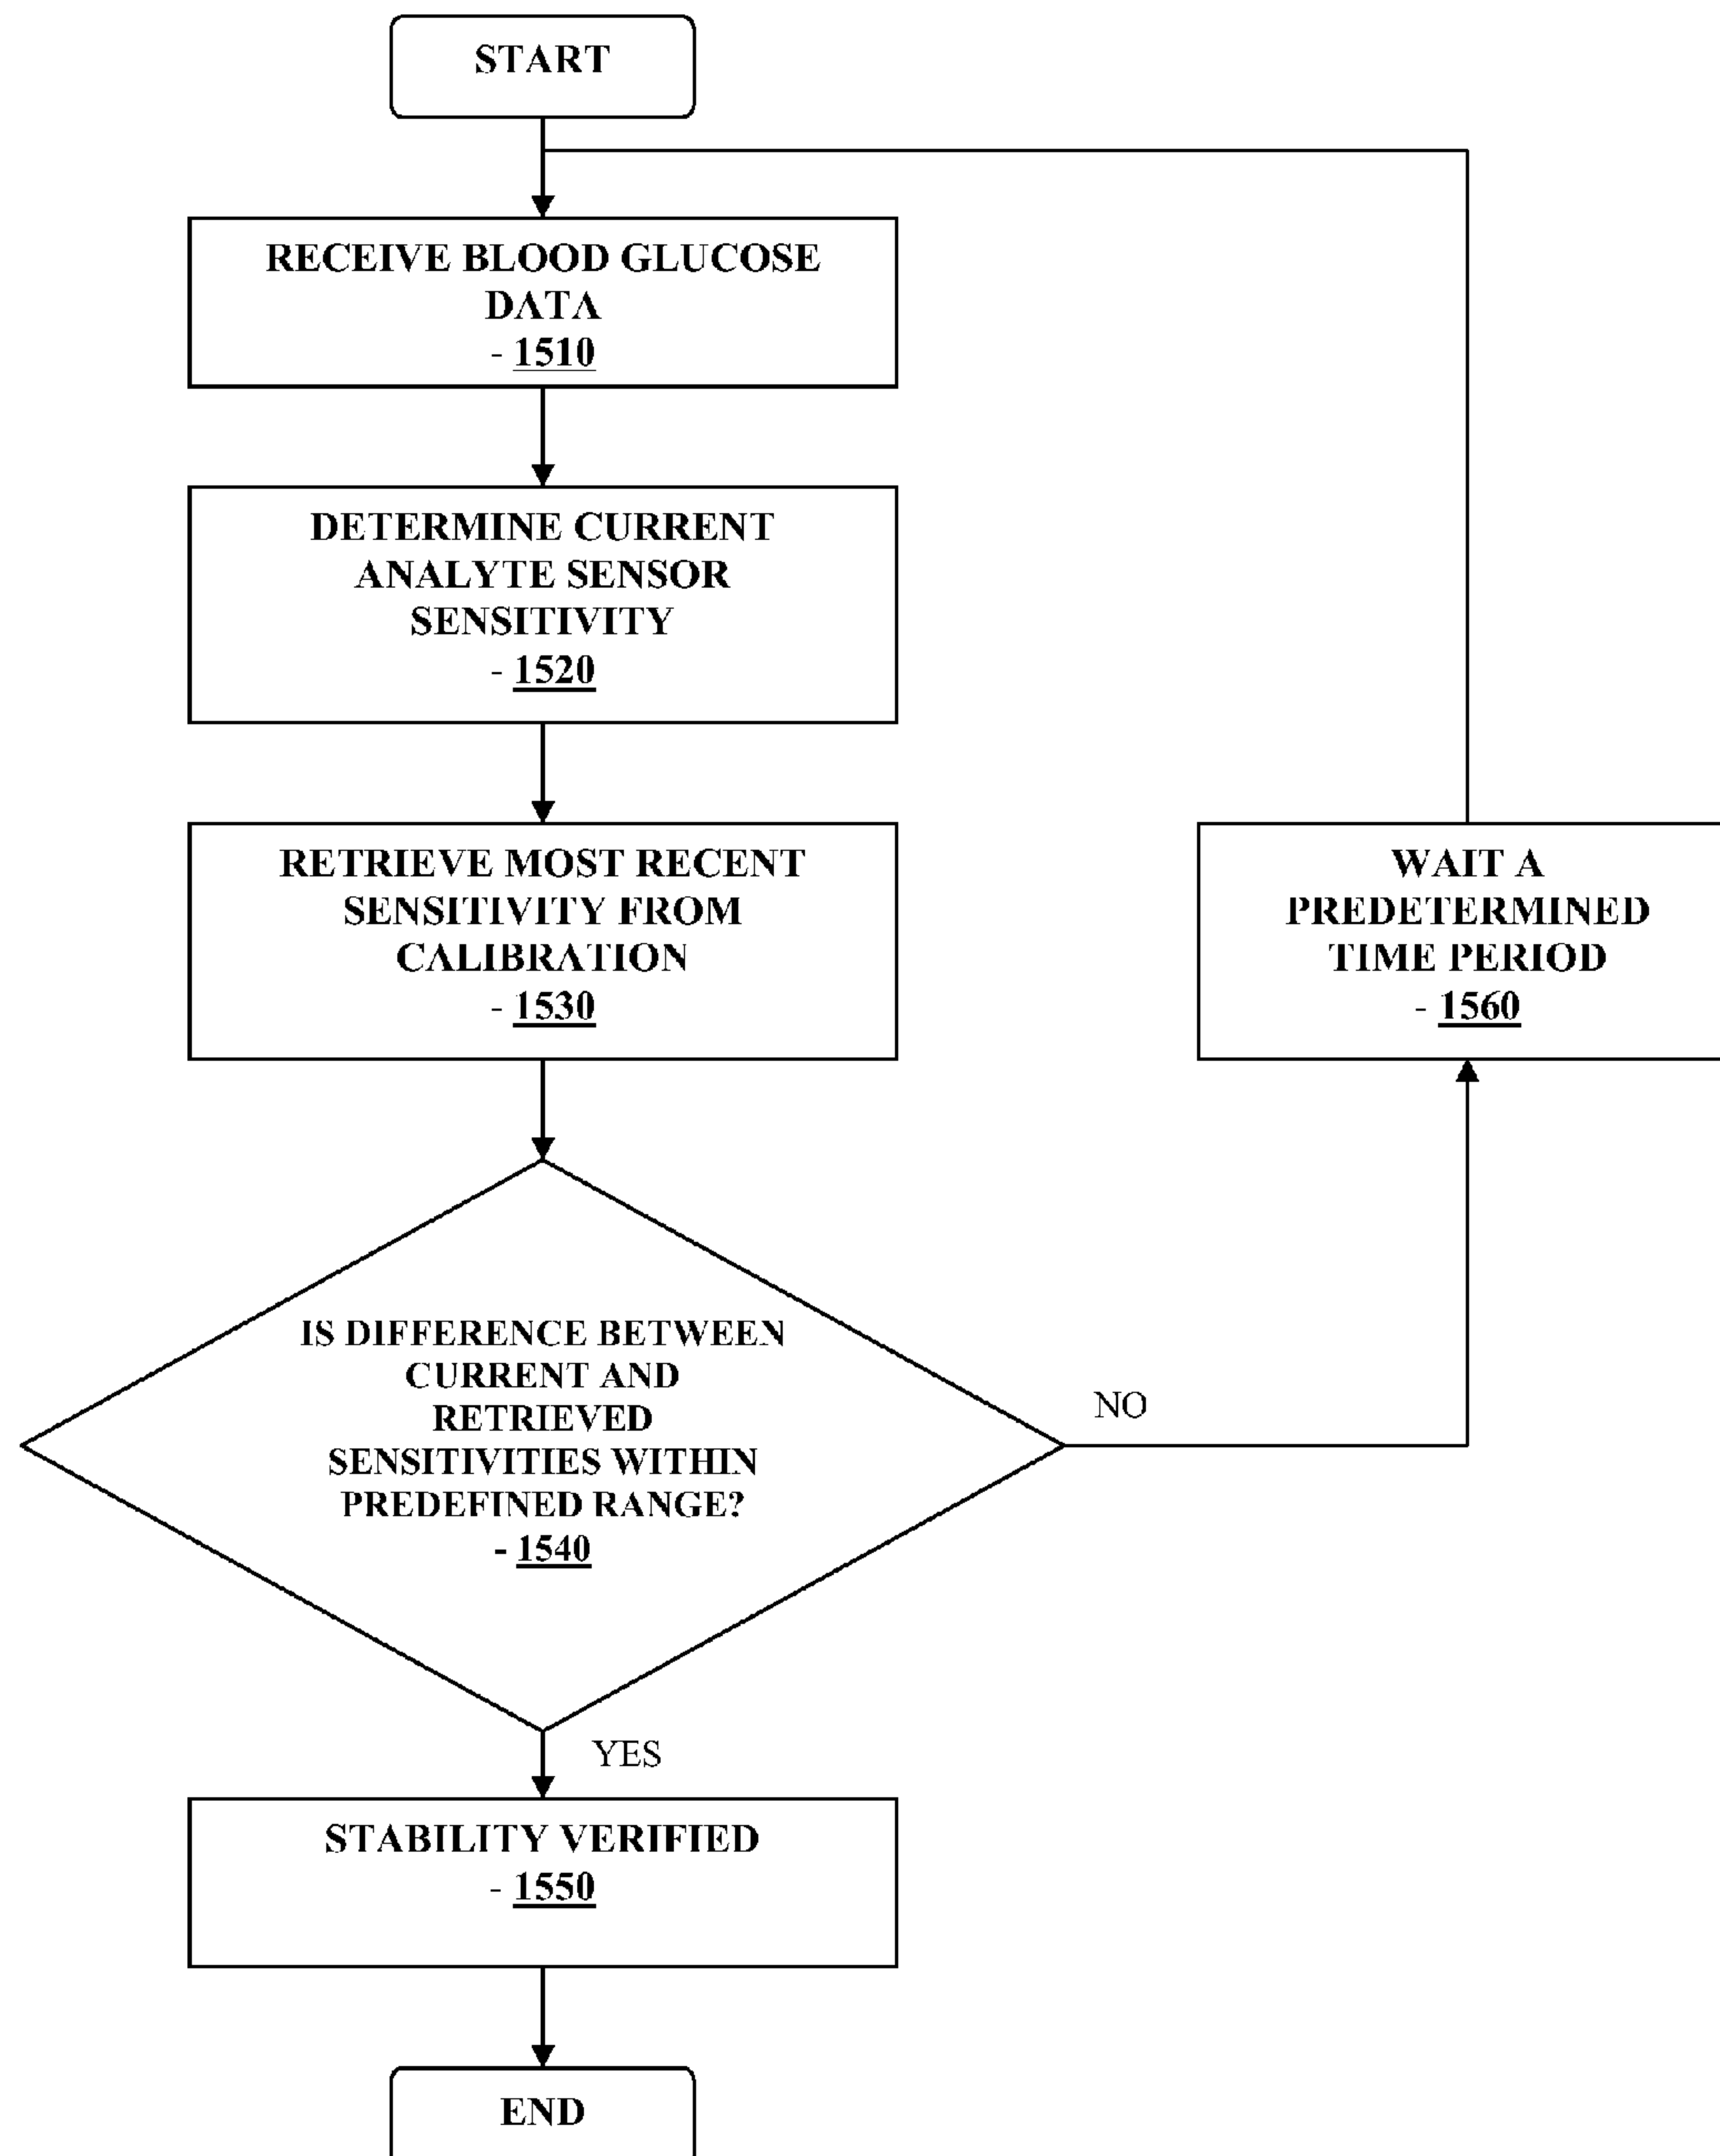 START
RECEIVE BLOOD GLUCOSE
DATA
- 1510
DETERMINE CURRENT
ANALYTE SENSOR
SENSITIVITY
- 1520
RETRIEVE MOST RECENT
SENSITIVITY FROM
CALIBRATION
- 1530
WAIT A
PREDETERMINED
TIME PERIOD
- 1560
IS DIFFERENCE BETWEEN
CURRENT AND
RETRIEVED
SENSITIVITIES WITHIN
PREDEFINED RANGE?
- 1540
NO
YES
STABILITY VERIFIED
- 1550
END